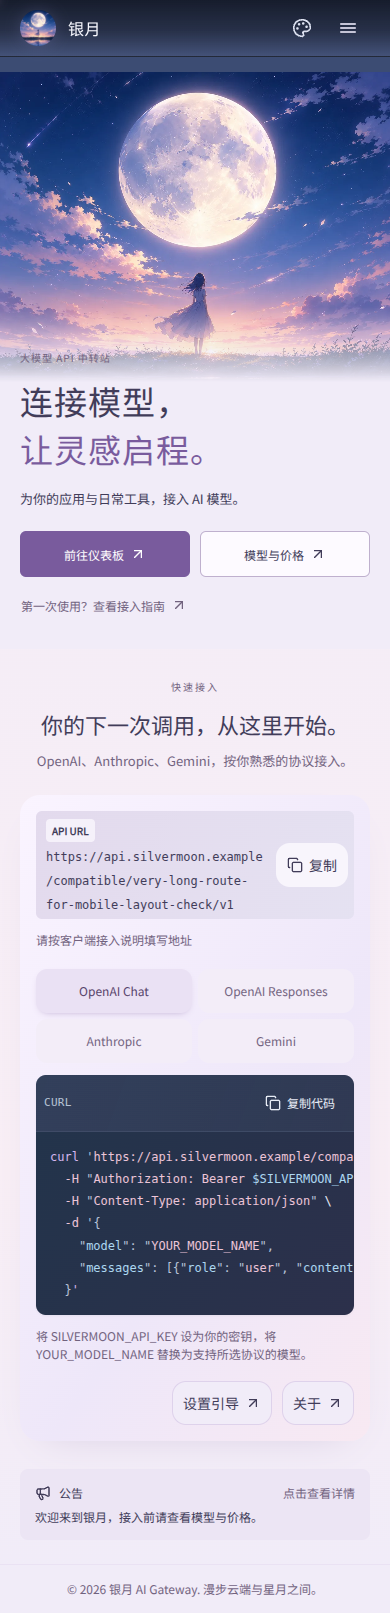 银月
大模型 API 中转站
连接模型，
让灵感启程。
为你的应用与日常工具，接入 AI 模型。
前往仪表板
模型与价格
第一次使用？查看接入指南
快速接入
你的下一次调用，从这里开始。
OpenAI、Anthropic、Gemini，按你熟悉的协议接入。
API URL
https://api.silvermoon.example
/compatible/very-long-route-
for-mobile-layout-check/v1
复制
请按客户端接入说明填写地址
OpenAI Chat
OpenAI Responses
Anthropic
Gemini
CURL
复制代码
curl 'https://api.silvermoon.example/compa
-H "Authorization: Bearer $SILVERMOON_AP
-H "Content-Type: application/json" \
-d '{
"model": "YOUR_MODEL_NAME",
"messages": [{"role": "user", "content
}'
将 SILVERMOON_API_KEY 设为你的密钥，将
YOUR_MODEL_NAME 替换为支持所选协议的模型。
设置引导
关于
公告
点击查看详情
欢迎来到银月，接入前请查看模型与价格。
© 2026 银月 AI Gateway. 漫步云端与星月之间。